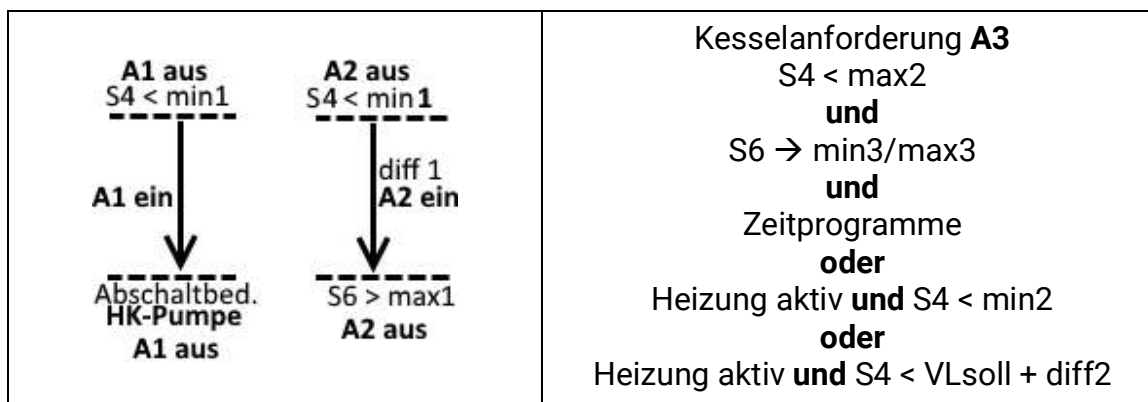 A1 aus
S4 < min1
A2 aus
S4 < min1
A1 ein
diff 1
A2 ein
Abschaltbed.
HK-Pumpe
A1 aus
S6 > max1
A2 aus
Kesselanforderung A3
S4 < max2
und
S6 → min3/max3
und
Zeitprogramme
oder
Heizung aktiv und S4 < min2
oder
Heizung aktiv und S4 < VLsoll + diff2